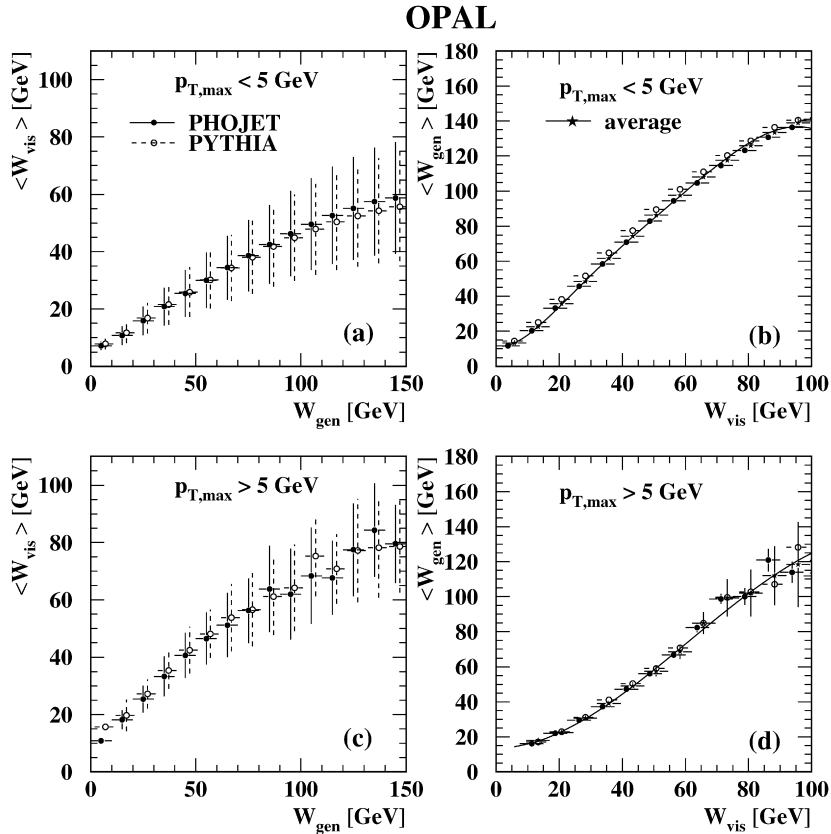 OPAL
<W_vis> [GeV]
110
100
80
60
40
20
0
p_T,max < 5 GeV
PHOJET
PYTHIA
(a)
0 50 100 150
W_gen [GeV]
<W_gen> [GeV]
180
160
140
120
100
80
60
40
20
0
p_T,max < 5 GeV
average
(b)
0 20 40 60 80 100
W_vis [GeV]
<W_vis> [GeV]
100
80
60
40
20
0
p_T,max > 5 GeV
(c)
0 50 100 150
W_gen [GeV]
<W_gen> [GeV]
180
160
140
120
100
80
60
40
20
0
p_T,max > 5 GeV
(d)
0 20 40 60 80 100
W_vis [GeV]